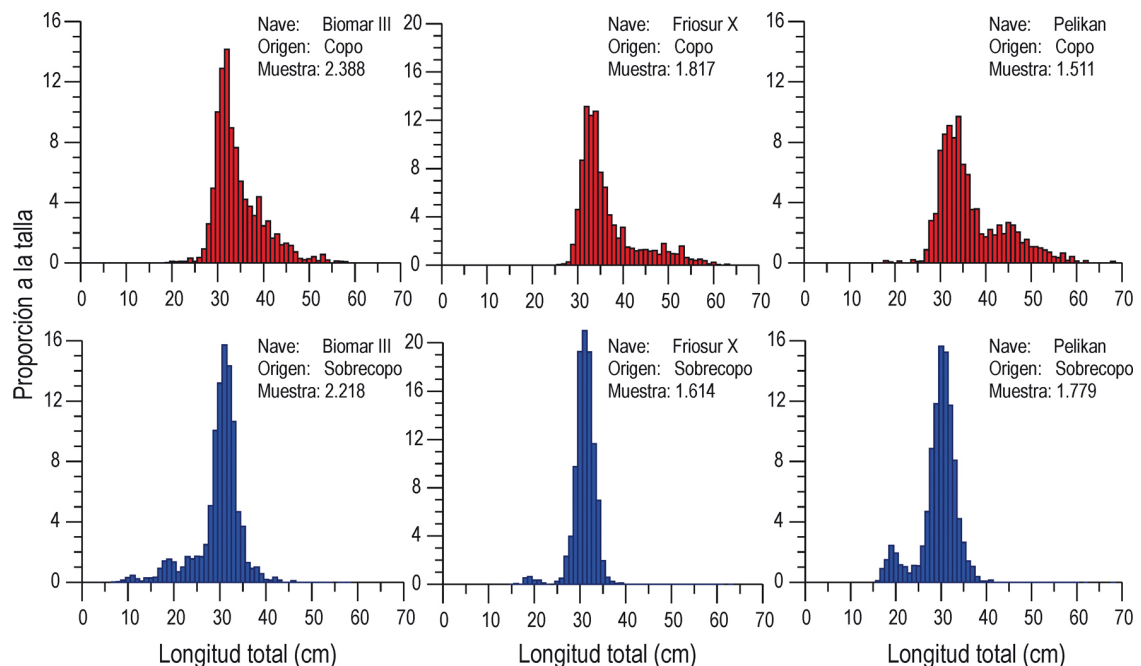 Proporción a la talla
16
12
8
4
0
Nave: Biomar III
Origen: Copo
Muestra: 2.388
0 10 20 30 40 50 60 70
20
16
12
8
4
0
Nave: Friosur X
Origen: Copo
Muestra: 1.817
0 10 20 30 40 50 60 70
16
12
8
4
0
Nave: Pelikan
Origen: Copo
Muestra: 1.511
0 10 20 30 40 50 60 70
16
12
8
4
0
Nave: Biomar III
Origen: Sobrecopo
Muestra: 2.218
0 10 20 30 40 50 60 70
Longitud total (cm)
20
16
12
8
4
0
Nave: Friosur X
Origen: Sobrecopo
Muestra: 1.614
0 10 20 30 40 50 60 70
Longitud total (cm)
16
12
8
4
0
Nave: Pelikan
Origen: Sobrecopo
Muestra: 1.779
0 10 20 30 40 50 60 70
Longitud total (cm)